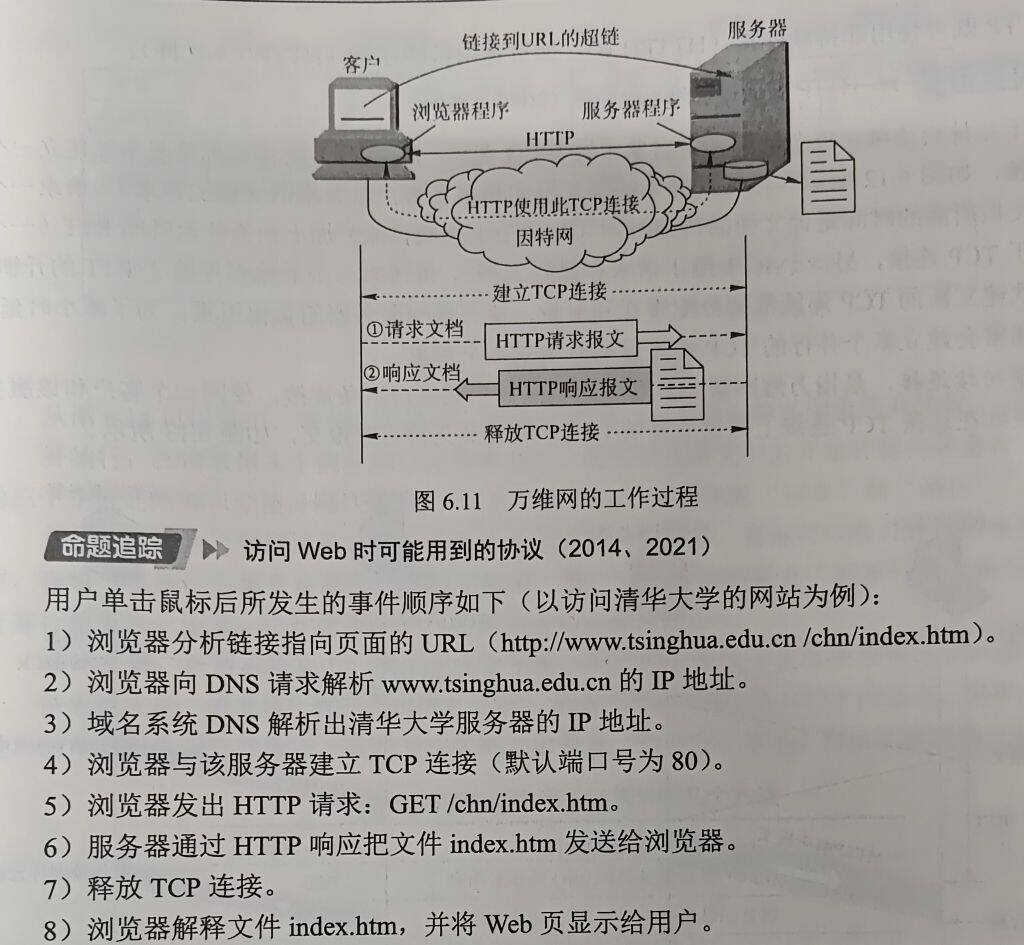 链接到URL的超链
服务器
客户
浏览器程序
服务器程序
HTTP
HTTP使用此TCP连接
因特网
建立TCP连接
①请求文档
HTTP请求报文
②响应文档
HTTP响应报文
释放TCP连接
图 6.11 万维网的工作过程
命题追踪 访问 Web 时可能用到的协议（2014、2021）
用户单击鼠标后所发生的事件顺序如下（以访问清华大学的网站为例）：
1）浏览器分析链接指向页面的 URL（http://www.tsinghua.edu.cn /chn/index.htm）。
2）浏览器向 DNS 请求解析 www.tsinghua.edu.cn 的 IP 地址。
3）域名系统 DNS 解析出清华大学服务器的 IP 地址。
4）浏览器与该服务器建立 TCP 连接（默认端口号为 80）。
5）浏览器发出 HTTP 请求：GET /chn/index.htm。
6）服务器通过 HTTP 响应把文件 index.htm 发送给浏览器。
7）释放 TCP 连接。
8）浏览器解释文件 index.htm，并将 Web 页显示给用户。